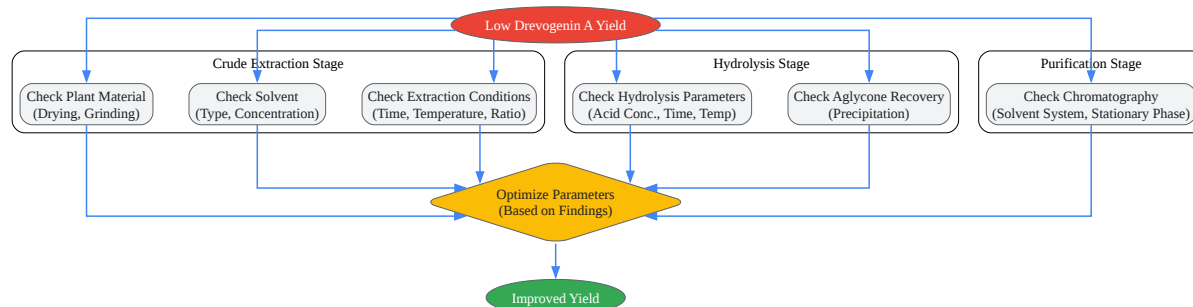 Low Drevogenin A Yield
Crude Extraction Stage
Hydrolysis Stage
Purification Stage
Check Plant Material
(Drying, Grinding)
Check Solvent
(Type, Concentration)
Check Extraction Conditions
(Time, Temperature, Ratio)
Check Hydrolysis Parameters
(Acid Conc., Time, Temp)
Check Aglycone Recovery
(Precipitation)
Check Chromatography
(Solvent System, Stationary Phase)
Optimize Parameters
(Based on Findings)
Improved Yield